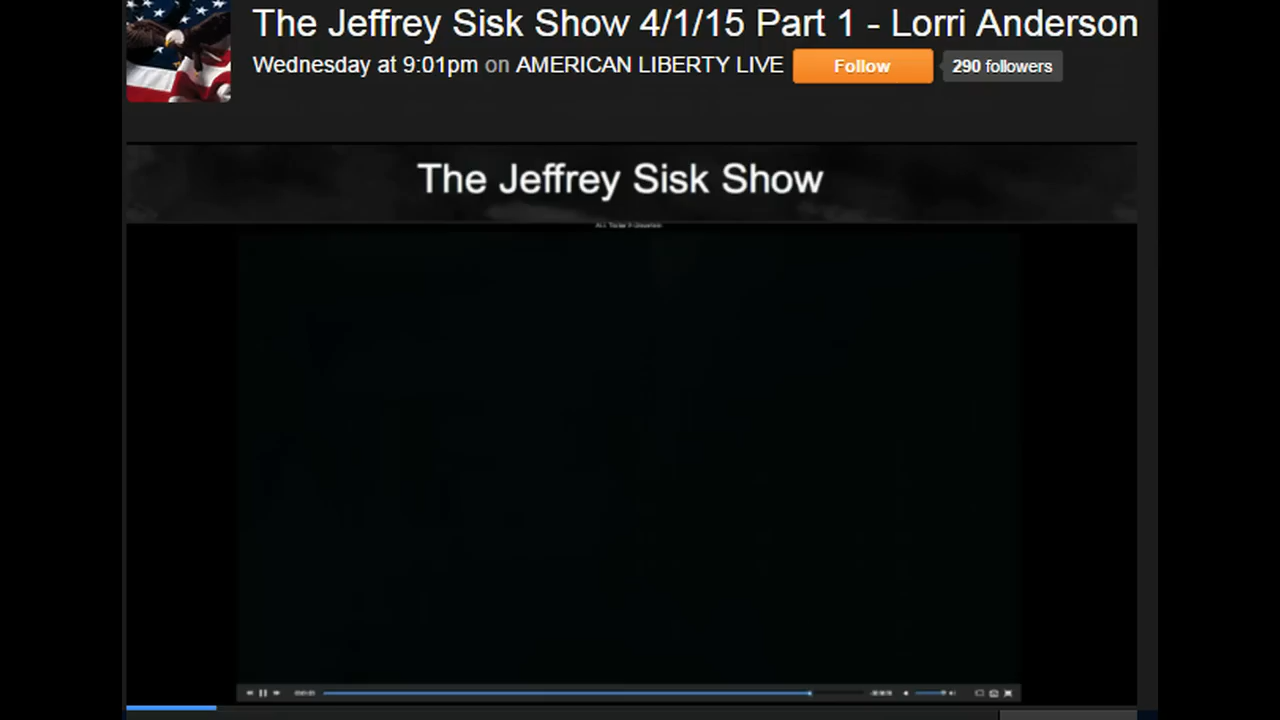 The Jeffrey Sisk Show 4/1/15 Part 1 - Lorri Anderson
Wednesday at 9:01pm on AMERICAN LIBERTY LIVE Follow 290 followers
The Jeffrey Sisk Show